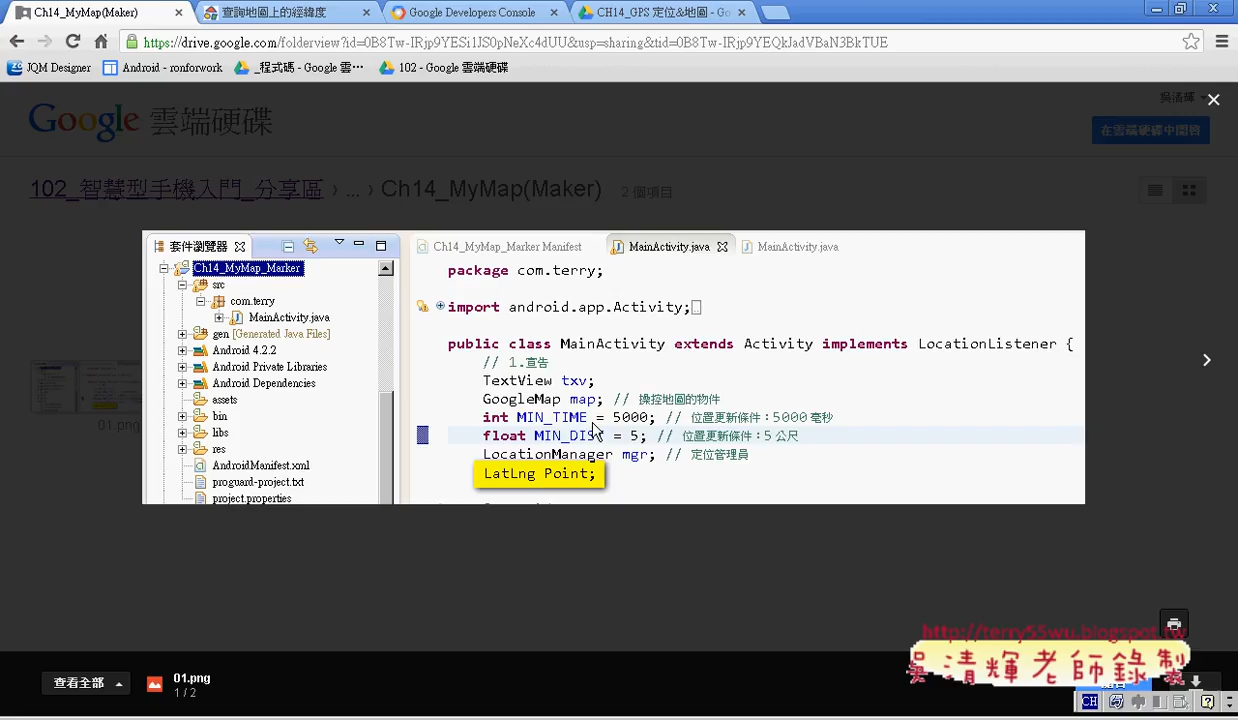 Ch14_MyMap(Maker)
查詢地圖上的經緯度
Google Developers Console
CH14_GPS 定位&地圖 - Go
https://drive.google.com/folderview?id=0B8Tw-IRjp9YESi1JS0pNeXc4dUU&usp=sharing&tid=0B8Tw-IRjp9YEQkJadVBaN3BkTUE
JQM Designer
Android - ronforwork
_程式碼 - Google 雲…
102 - Google 雲端硬碟
吳清輝
Google 雲端硬碟
在雲端硬碟中開啟
102_智慧型手機入門_分享區 › ... › Ch14_MyMap(Maker) 2 個項目
套件瀏覽器
Ch14_MyMap_Marker Manifest
MainActivity.java
MainActivity.java
Ch14_MyMap_Marker
src
com.terry
MainActivity.java
gen [Generated Java Files]
Android 4.2.2
Android Private Libraries
Android Dependencies
assets
bin
libs
res
AndroidManifest.xml
proguard-project.txt
project.properties
package com.terry;
import android.app.Activity;
public class MainActivity extends Activity implements LocationListener {
// 1.宣告
TextView txv;
GoogleMap map; // 操控地圖的物件
int MIN_TIME = 5000; // 位置更新條件：5000 毫秒
float MIN_DIST = 5; // 位置更新條件：5 公尺
LocationManager mgr; // 定位管理員
LatLng Point;
01.png
查看全部
01.png
1 / 2
http://terry55wu.blogspot.tw
吳清輝老師錄製
CH